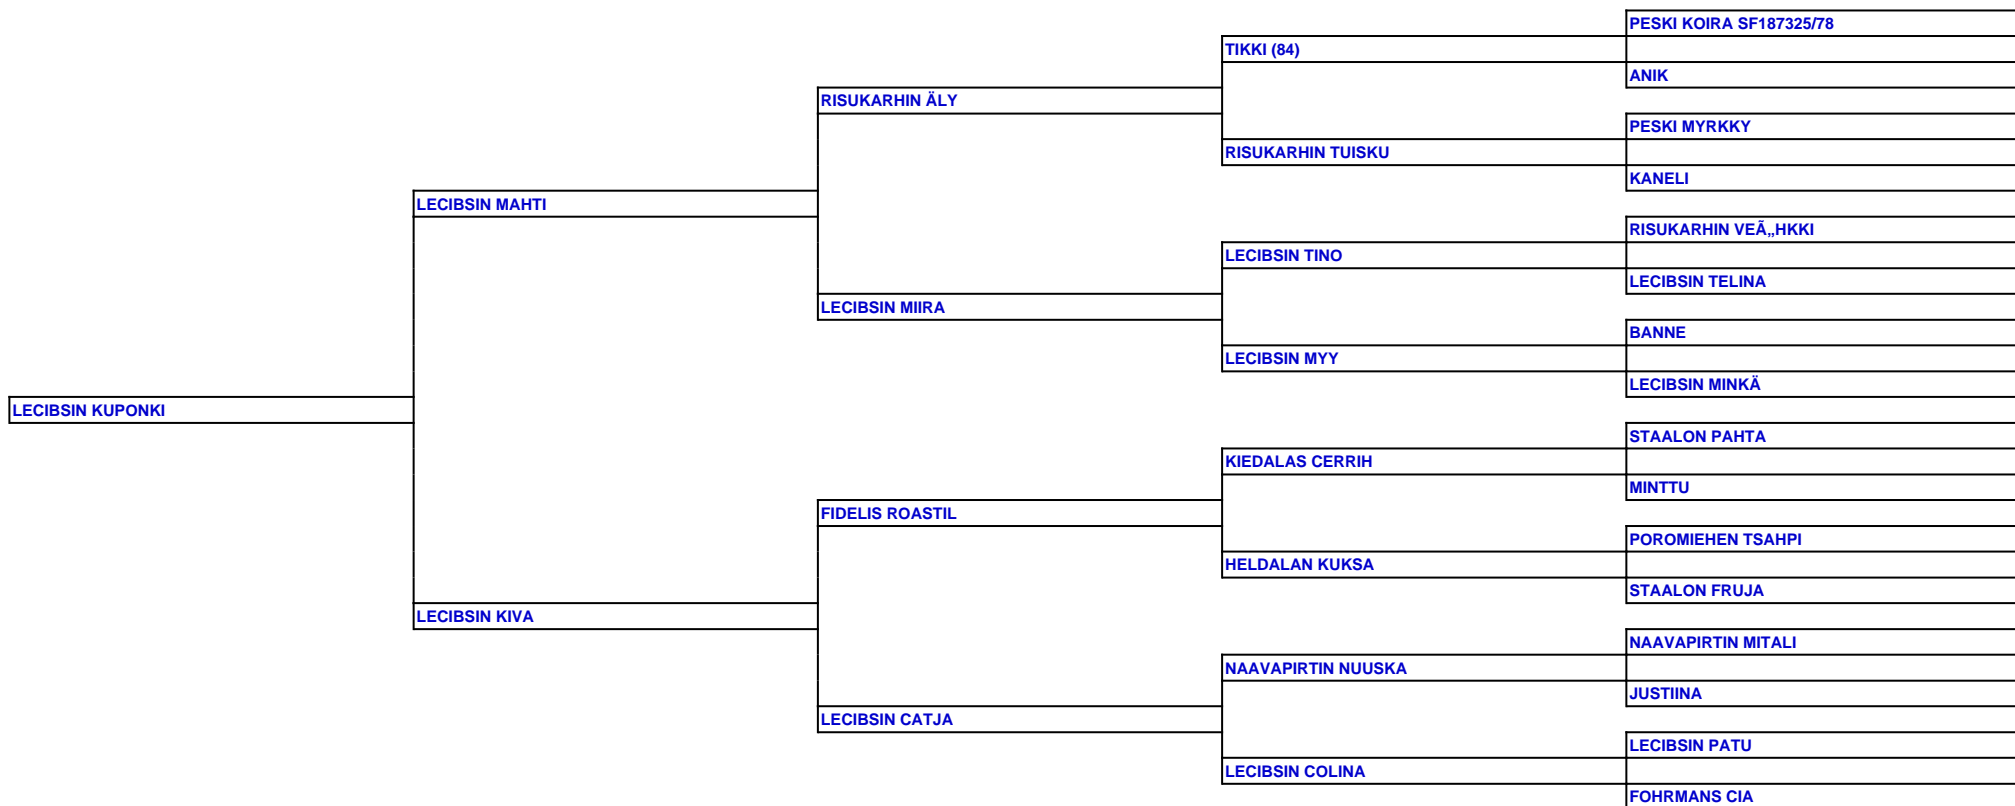 PESKI KOIRA SF187325/78
TIKKI (84)
ANIK
RISUKARHIN ÄLY
PESKI MYRKKY
RISUKARHIN TUISKU
KANELI
LECIBSIN MAHTI
RISUKARHIN VEÃ„HKKI
LECIBSIN TINO
LECIBSIN TELINA
LECIBSIN MIIRA
BANNE
LECIBSIN MYY
LECIBSIN MINKÄ
LECIBSIN KUPONKI
STAALON PAHTA
KIEDALAS CERRIH
MINTTU
FIDELIS ROASTIL
POROMIEHEN TSAHPI
HELDALAN KUKSA
STAALON FRUJA
LECIBSIN KIVA
NAAVAPIRTIN MITALI
NAAVAPIRTIN NUUSKA
JUSTIINA
LECIBSIN CATJA
LECIBSIN PATU
LECIBSIN COLINA
FOHRMANS CIA